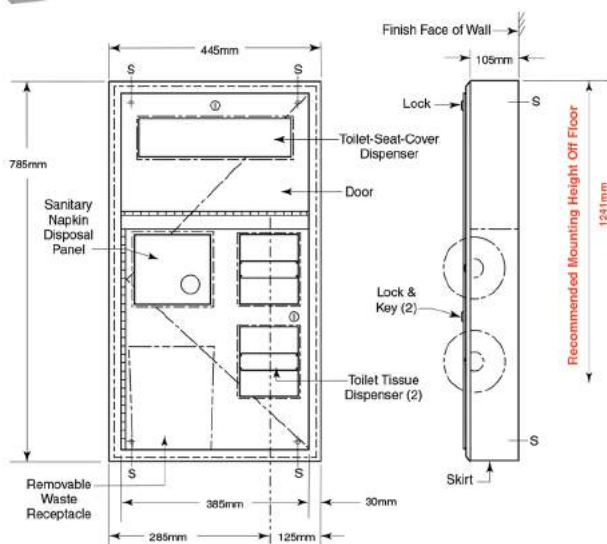 Finish Face of Wall
445mm
105mm
S
S
Lock
S
Toilet-Seat-Cover
Dispenser
785mm
Door
Sanitary
Napkin
Disposal
Panel
Recommended Mounting Height Off Floor
1241mm
Lock &
Key (2)
Toilet Tissue
Dispenser (2)
S
S
S
Removable
Waste
Receptacle
Skirt
385mm
30mm
285mm
125mm